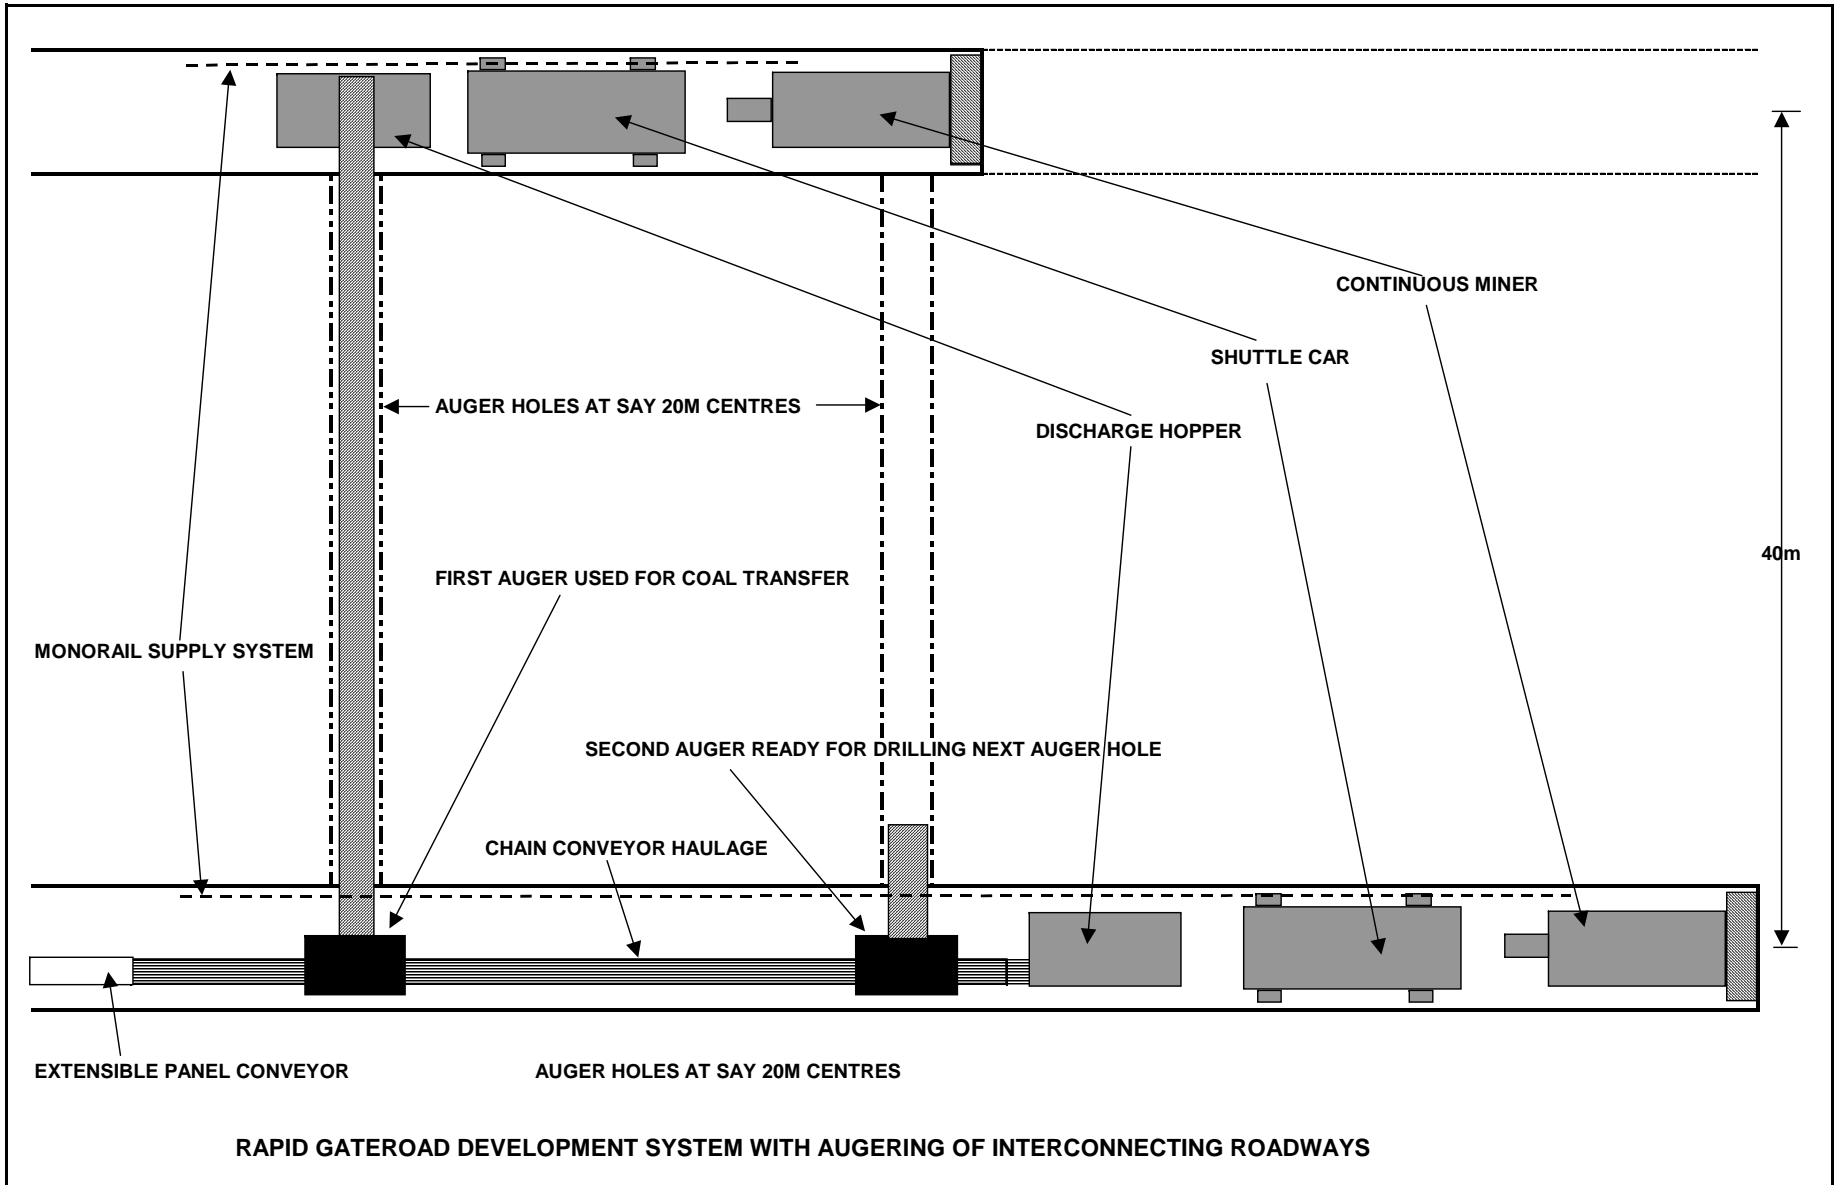 CONTINUOUS MINER
SHUTTLE CAR
AUGER HOLES AT SAY 20M CENTRES
DISCHARGE HOPPER
40m
FIRST AUGER USED FOR COAL TRANSFER
MONORAIL SUPPLY SYSTEM
SECOND AUGER READY FOR DRILLING NEXT AUGER HOLE
CHAIN CONVEYOR HAULAGE
EXTENSIBLE PANEL CONVEYOR
AUGER HOLES AT SAY 20M CENTRES
RAPID GATEROAD DEVELOPMENT SYSTEM WITH AUGERING OF INTERCONNECTING ROADWAYS